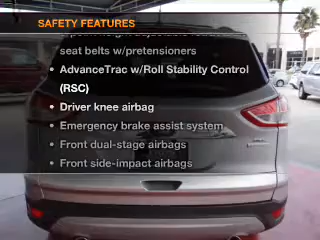 SAFETY FEATURES
seat belts w/pretensioners
• AdvanceTrac w/Roll Stability Control
(RSC)
• Driver knee airbag
• Emergency brake assist system
• Front dual-stage airbags
• Front side-impact airbags